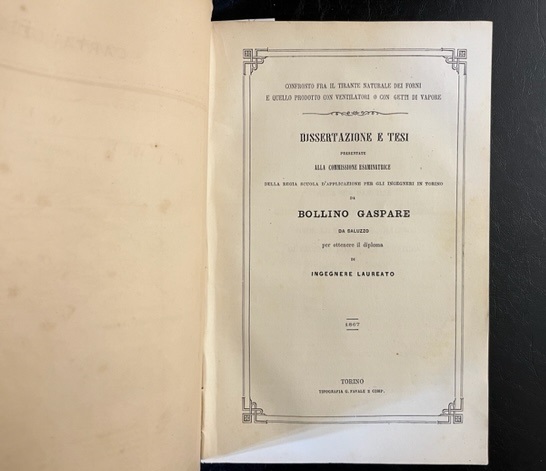 CONFRONTO FRA IL TIRANTE NATURALE DEI FORNI
E QUELLO PRODOTTO CON VENTILATORI O CON GETTI DI VAPORE
DISSERTAZIONE E TESI
PRESENTATE
ALLA COMMISSIONE ESAMINATRICE
DELLA REGIA SCUOLA D'APPLICAZIONE PER GLI INGEGNERI IN TORINO
DA
BOLLINO GASPARE
DA SALUZZO
per ottenere il diploma
DI
INGEGNERE LAUREATO
1867
TORINO
TIPOGRAFIA G. FAVALE E COMP.